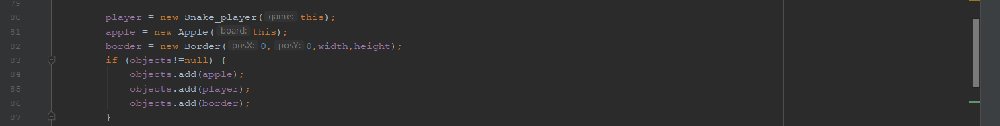 79
80 player = new Snake_player( game: this);
81 apple = new Apple( board: this);
82 border = new Border( posX: 0, posY: 0,width,height);
83 if (objects!=null) {
84 objects.add(apple);
85 objects.add(player);
86 objects.add(border);
87 }